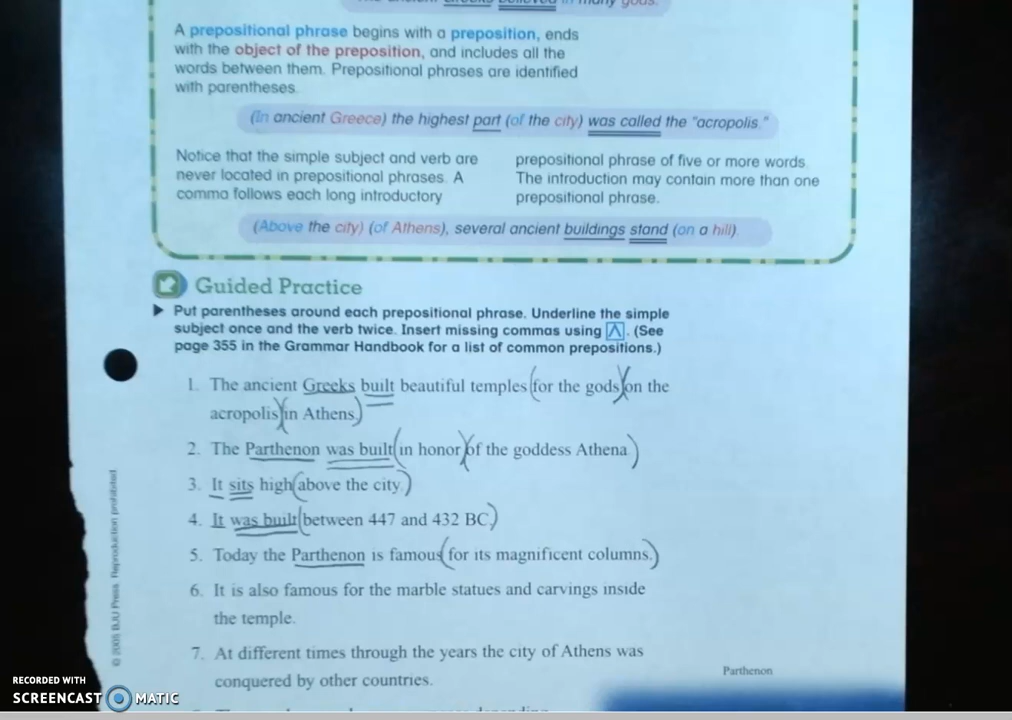 A prepositional phrase begins with a preposition, ends
with the object of the preposition, and includes all the
words between them. Prepositional phrases are identified
with parentheses.
(In ancient Greece) the highest part (of the city) was called the "acropolis."
Notice that the simple subject and verb are
never located in prepositional phrases. A
comma follows each long introductory
prepositional phrase of five or more words.
The introduction may contain more than one
prepositional phrase.
(Above the city) (of Athens), several ancient buildings stand (on a hill).
Guided Practice
Put parentheses around each prepositional phrase. Underline the simple
subject once and the verb twice. Insert missing commas using ^. (See
page 355 in the Grammar Handbook for a list of common prepositions.)
1. The ancient Greeks built beautiful temples (for the gods)(on the
acropolis)(in Athens.)
2. The Parthenon was built (in honor)(of the goddess Athena.)
3. It sits high (above the city.)
4. It was built (between 447 and 432 BC.)
5. Today the Parthenon is famous (for its magnificent columns.)
6. It is also famous for the marble statues and carvings inside
the temple.
7. At different times through the years the city of Athens was
conquered by other countries.
Parthenon
© 2005 BJU Press. Reproduction prohibited.
RECORDED WITH
SCREENCAST MATIC